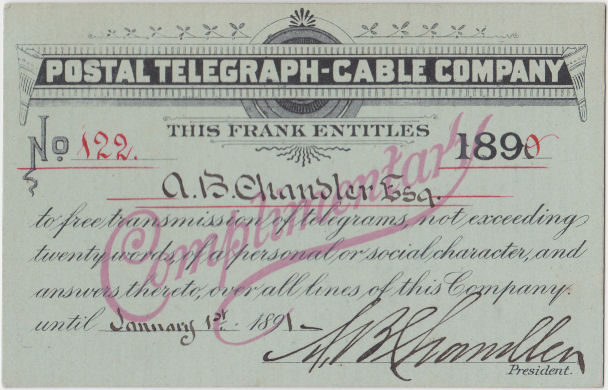 POSTAL TELEGRAPH-CABLE COMPANY
THIS FRANK ENTITLES
No 122. 1890
A. B. Chandler Esq.
to free transmission of telegrams, not exceeding
twenty words, of a personal or social character, and
answers thereto, over all lines of this Company.
until January 1st 1891 -
Complimentary
A. B. Chandler
President.